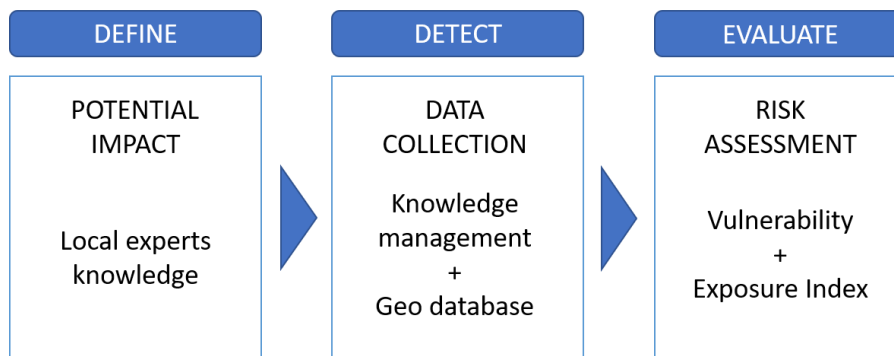 DEFINE
POTENTIAL
IMPACT
Local experts
knowledge
DETECT
DATA
COLLECTION
Knowledge
management
+
Geo database
EVALUATE
RISK
ASSESSMENT
Vulnerability
+
Exposure Index